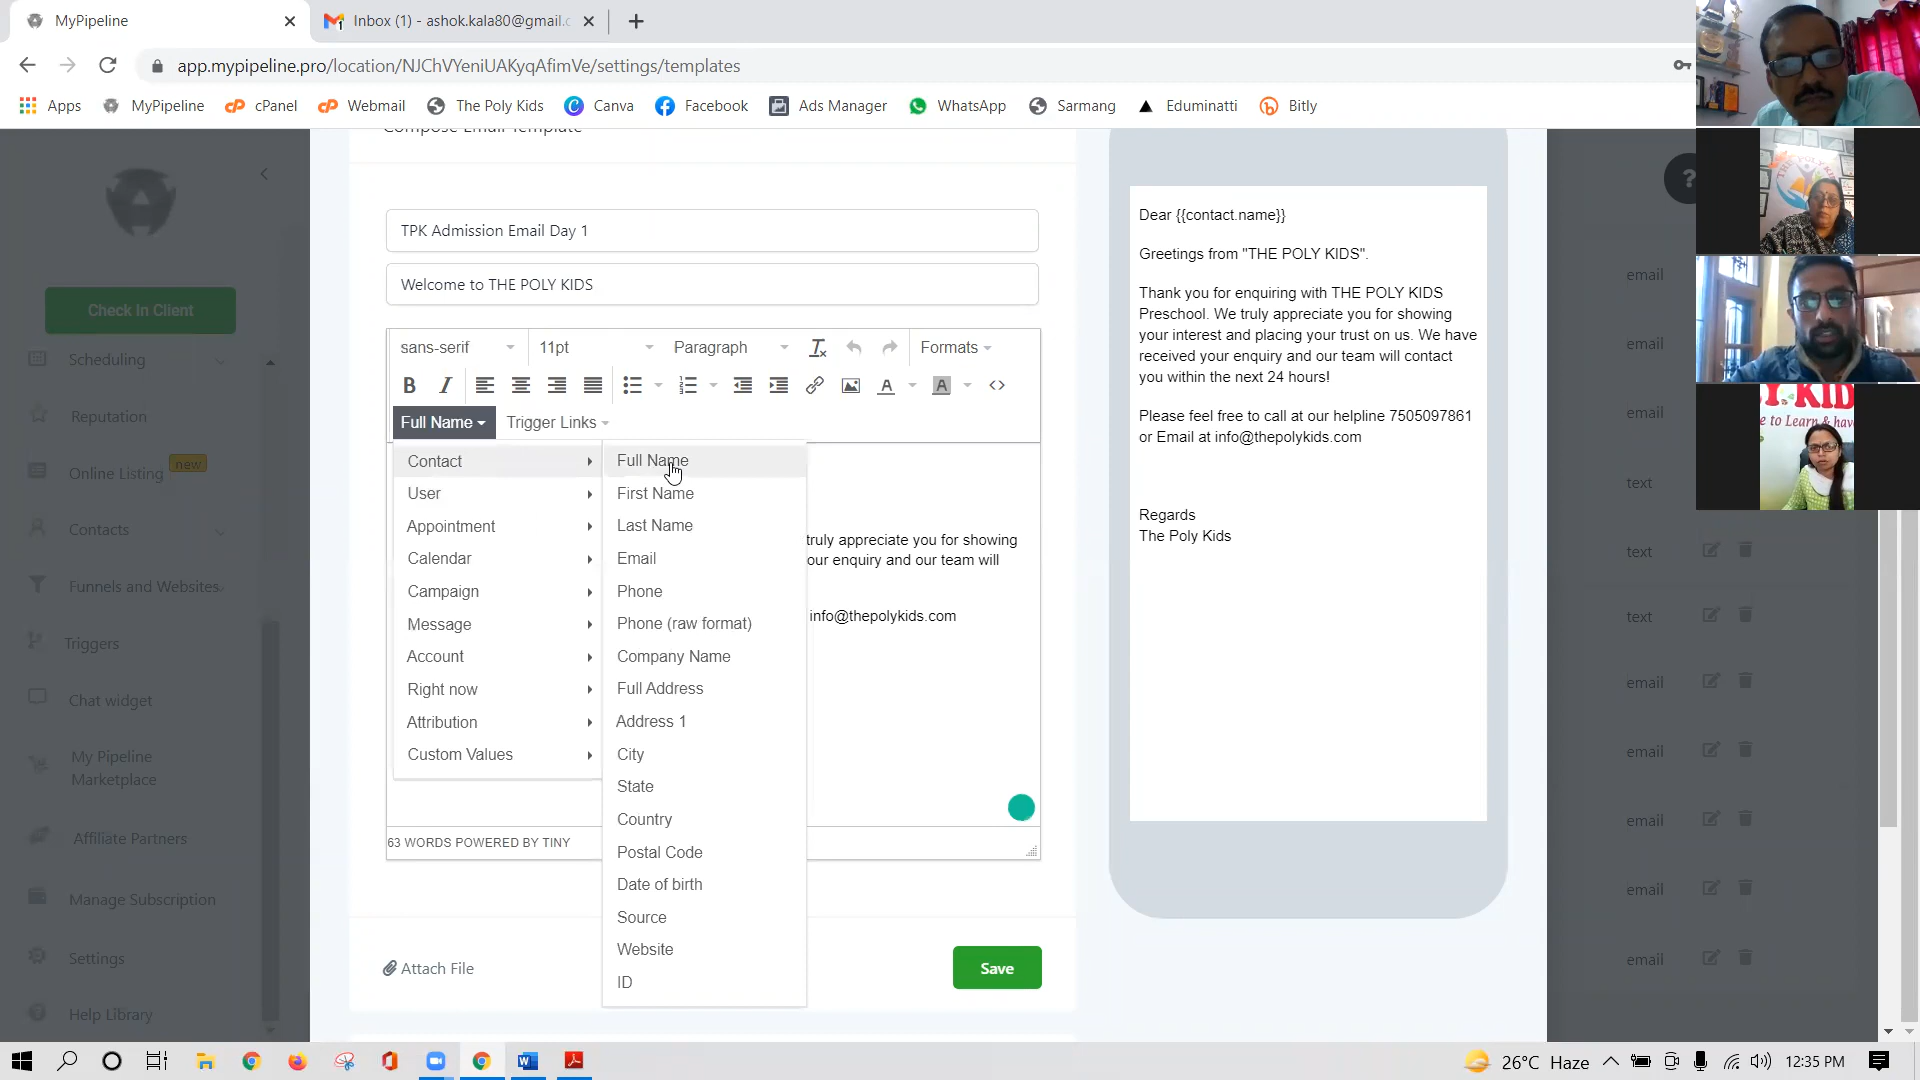 MyPipeline
Inbox (1) - ashok.kala80@gmail.c
app.mypipeline.pro/location/NJChVYeniUAKyqAfimVe/settings/templates
Apps
MyPipeline
cPanel
Webmail
The Poly Kids
Canva
Facebook
Ads Manager
WhatsApp
Sarmang
Eduminatti
Bitly
Compose Email Template
Check In Client
Scheduling
Reputation
Online Listing new
Contacts
Funnels and Websites
Triggers
Chat widget
My Pipeline
Marketplace
Affiliate Partners
Manage Subscription
Settings
Help Library
TPK Admission Email Day 1
Welcome to THE POLY KIDS
sans-serif 11pt Paragraph Formats
Full Name Trigger Links
Contact
User
Appointment
Calendar
Campaign
Message
Account
Right now
Attribution
Custom Values
Full Name
First Name
Last Name
Email
Phone
Phone (raw format)
Company Name
Full Address
Address 1
City
State
Country
Postal Code
Date of birth
Source
Website
ID
truly appreciate you for showing
our enquiry and our team will
info@thepolykids.com
63 WORDS POWERED BY TINY
Attach File
Save
Dear {{contact.name}}
Greetings from "THE POLY KIDS".
Thank you for enquiring with THE POLY KIDS
Preschool. We truly appreciate you for showing
your interest and placing your trust on us. We have
received your enquiry and our team will contact
you within the next 24 hours!
Please feel free to call at our helpline 7505097861
or Email at info@thepolykids.com
Regards
The Poly Kids
email
email
email
text
text
text
email
email
email
email
email
26°C Haze
12:35 PM